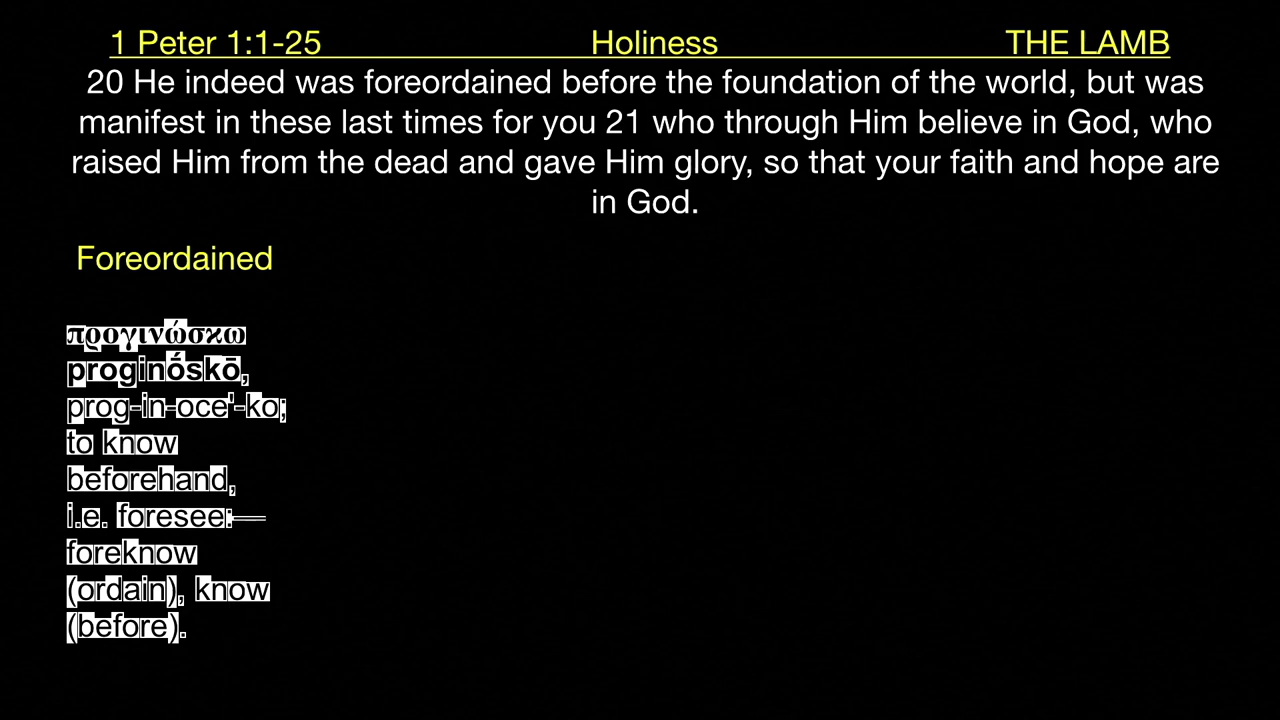 1 Peter 1:1-25 Holiness THE LAMB
20 He indeed was foreordained before the foundation of the world, but was
manifest in these last times for you 21 who through Him believe in God, who
raised Him from the dead and gave Him glory, so that your faith and hope are
in God.
Foreordained
προγινώσκω
proginṓskō,
prog-in-oce'-ko;
to know
beforehand,
i.e. foresee:—
foreknow
(ordain), know
(before).